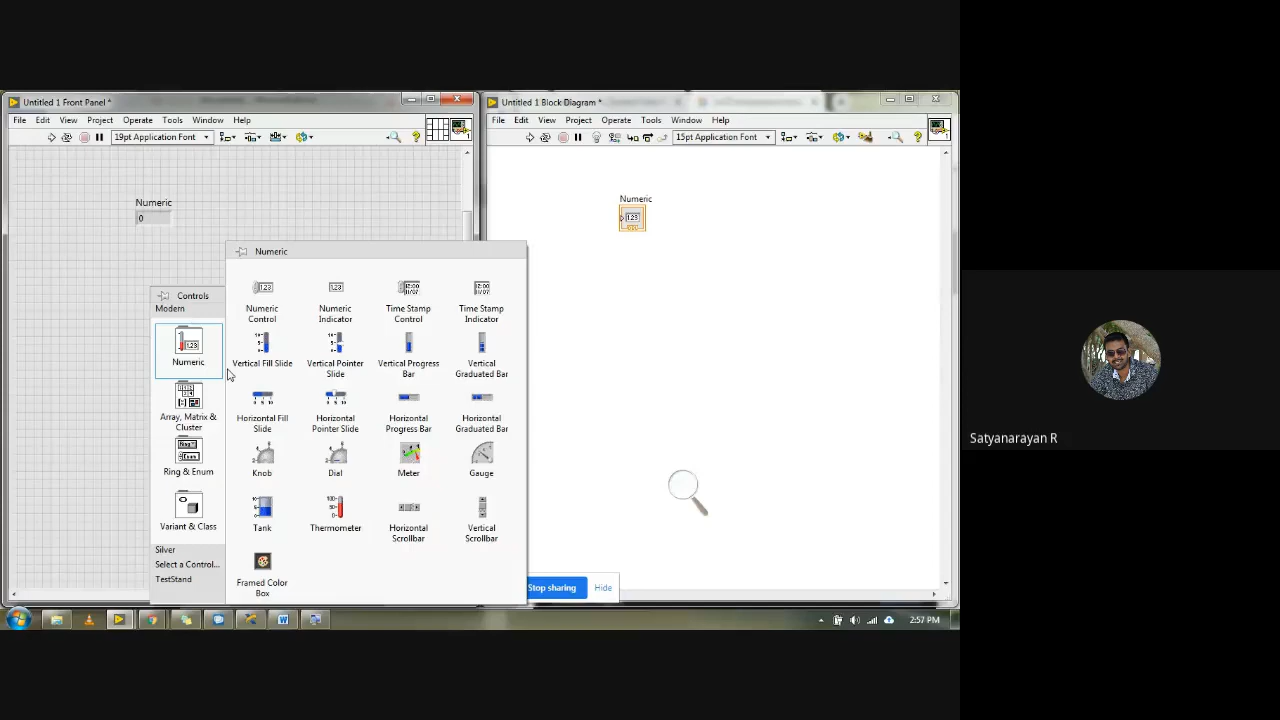 Untitled 1 Front Panel *
File Edit View Project Operate Tools Window Help
19pt Application Font
Numeric
0
Controls
Modern
Numeric
Array, Matrix &
Cluster
Ring & Enum
Variant & Class
Silver
Select a Control...
TestStand
Numeric
Numeric
Control
Numeric
Indicator
Time Stamp
Control
Time Stamp
Indicator
Vertical Fill Slide
Vertical Pointer
Slide
Vertical Progress
Bar
Vertical
Graduated Bar
Horizontal Fill
Slide
Horizontal
Pointer Slide
Horizontal
Progress Bar
Horizontal
Graduated Bar
Knob
Dial
Meter
Gauge
Tank
Thermometer
Horizontal
Scrollbar
Vertical
Scrollbar
Framed Color
Box
Untitled 1 Block Diagram *
File Edit View Project Operate Tools Window Help
15pt Application Font
Numeric
1.23
Stop sharing
Hide
2:57 PM
Satyanarayan R